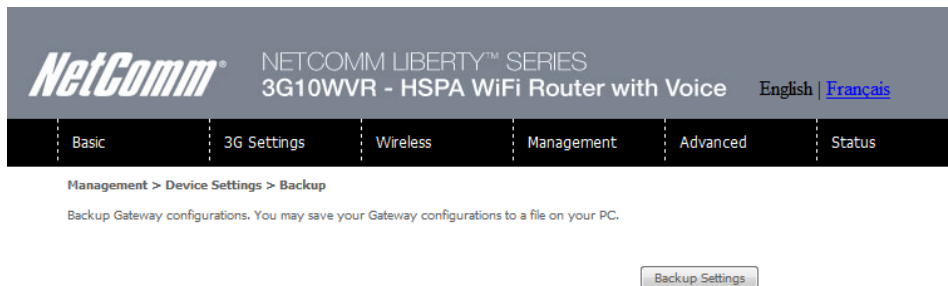 NetComm®
NETCOMM LIBERTY™ SERIES
3G10WVR - HSPA WiFi Router with Voice
English | Français
Basic
3G Settings
Wireless
Management
Advanced
Status
Management > Device Settings > Backup
Backup Gateway configurations. You may save your Gateway configurations to a file on your PC.
Backup Settings